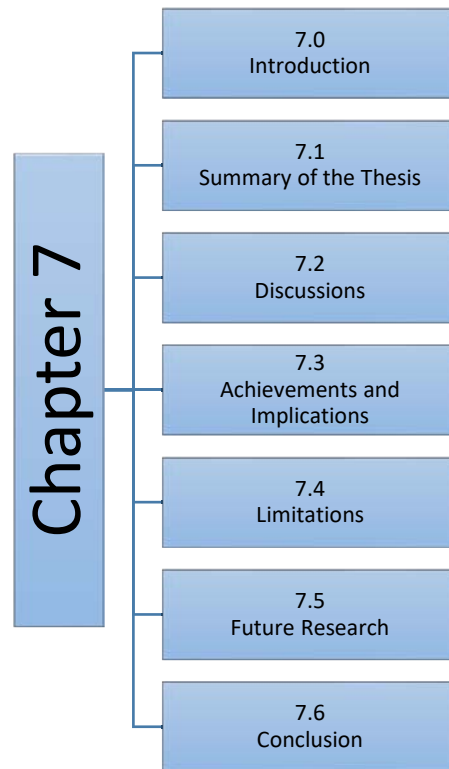 Chapter 7
7.0
Introduction
7.1
Summary of the Thesis
7.2
Discussions
7.3
Achievements and
Implications
7.4
Limitations
7.5
Future Research
7.6
Conclusion